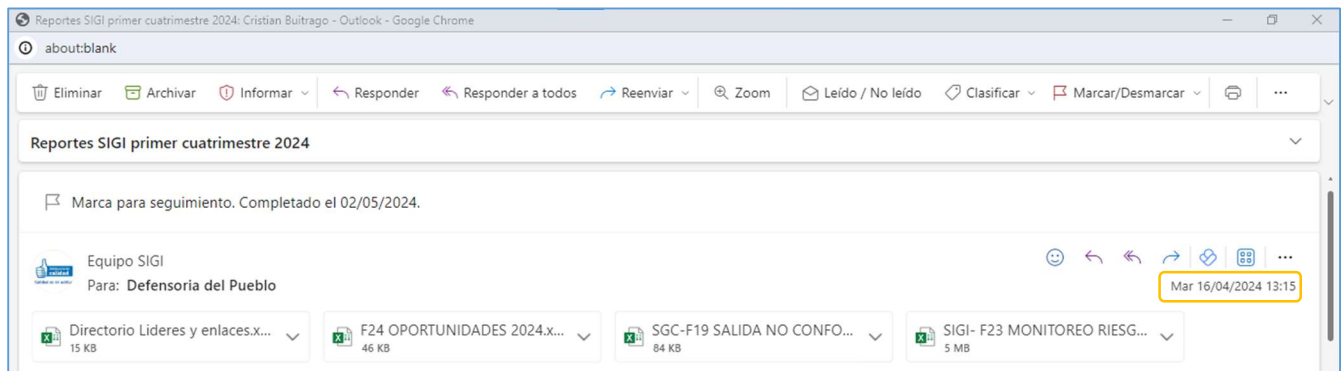 Reportes SIGI primer cuatrimestre 2024: Cristian Buitrago - Outlook - Google Chrome
about:blank
Eliminar Archivar Informar Responder Responder a todos Reenviar Zoom Leído / No leído Clasificar Marcar/Desmarcar ...
Reportes SIGI primer cuatrimestre 2024
Marca para seguimiento. Completado el 02/05/2024.
Equipo SIGI
Para: Defensoria del Pueblo
Mar 16/04/2024 13:15
Directorio Lideres y enlaces.x... F24 OPORTUNIDADES 2024.x... SGC-F19 SALIDA NO CONFO... SIGI- F23 MONITOREO RIESG...
15 KB 46 KB 84 KB 5 MB